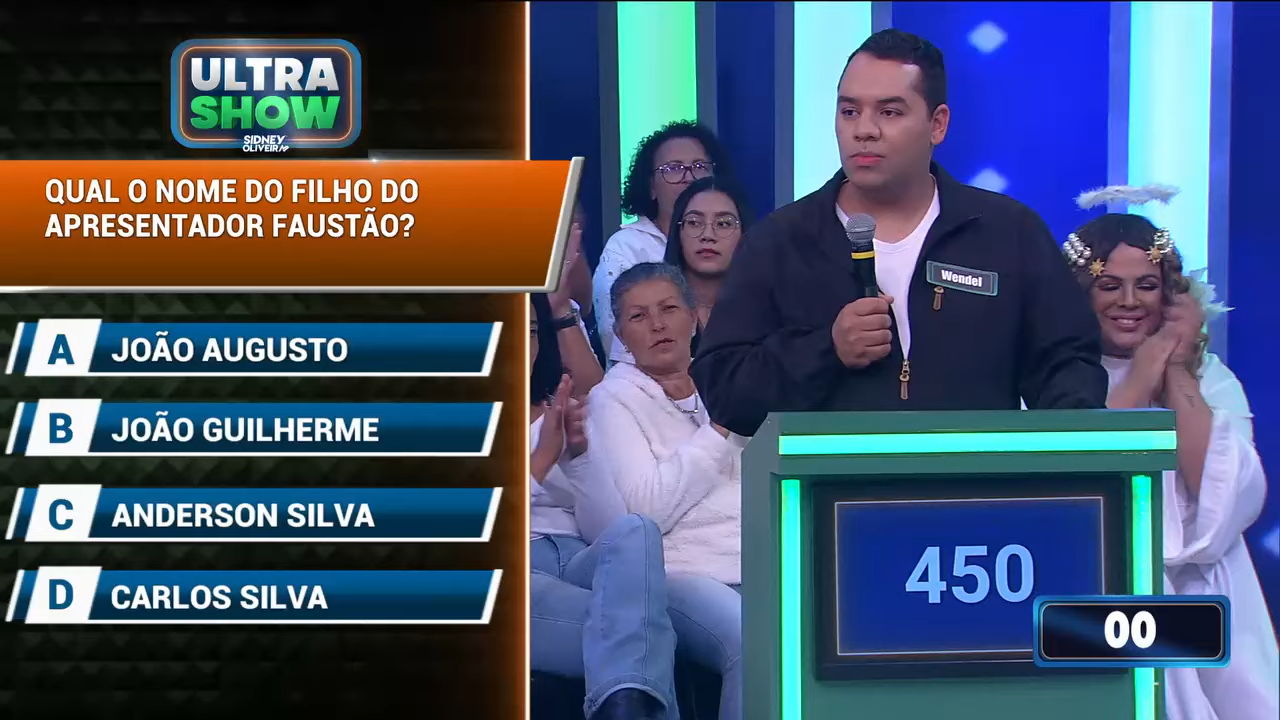 ULTRA
SHOW
SIDNEY
OLIVEIRA
QUAL O NOME DO FILHO DO
APRESENTADOR FAUSTÃO?
A JOÃO AUGUSTO
B JOÃO GUILHERME
C ANDERSON SILVA
D CARLOS SILVA
Wendel
450
00